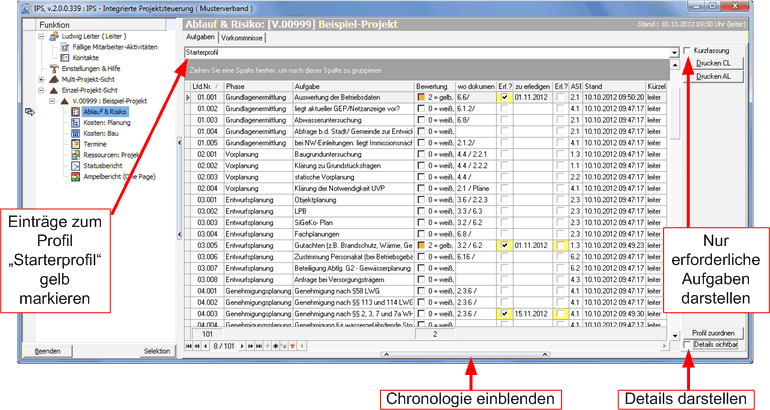 IPS, v.2.0.0.339 : IPS - Integrierte Projektsteuerung ( Musterverband )
Funktion
Ludwig Leiter ( Leiter )
Fällige Mitarbeiter-Aktivitäten
Kontakte
Einstellungen & Hilfe
Multi-Projekt-Sicht
Einzel-Projekt-Sicht
V.00999 : Beispiel-Projekt
Ablauf & Risiko
Kosten: Planung
Kosten: Bau
Termine
Ressourcen: Projekt
Statusbericht
Ampelbericht (One Page)
Beenden
Selektion
Ablauf & Risiko: [V.00999] Beispiel-Projekt
Stand : 10.10.2012 09:50 Uhr (leiter)
Aufgaben
Vorkommnisse
Starterprofil
Kurzfassung
Drucken CL
Drucken AL
Ziehen Sie eine Spalte hierher, um nach dieser Spalte zu gruppieren
Lfd.Nr. Phase Aufgabe Bewertung wo dokumen Erf.? zu erledigen Erl.? ASI Stand Kürzel
01.001 Grundlagenermittlung Auswertung der Betriebsdaten 2 = gelb, 6.6/ 01.11.2012 2.1 10.10.2012 09:50:20 leiter
01.002 Grundlagenermittlung liegt aktueller GEP/Netzanzeige vor? 0 = weiß, 6.1.2/ 4.1 10.10.2012 09:47:17 leiter
01.003 Grundlagenermittlung Abwasseruntersuchung 0 = weiß, 6.8/ 2.1 10.10.2012 09:47:17 leiter
01.004 Grundlagenermittlung Abfrage b.d. Stadt/ Gemeinde zur Entwick 0 = weiß, 2.1 10.10.2012 09:47:17 leiter
01.005 Grundlagenermittlung bei NW-Einleitungen: liegt Immissionsnach 0 = weiß, 2.1.2/ 4.1 10.10.2012 09:47:17 leiter
02.001 Vorplanung Baugrunduntersuchung 0 = weiß, 4.4 / 2.2.1 1.3 10.10.2012 09:47:17 leiter
02.002 Vorplanung Klärung zu Grundstücksfragen 0 = weiß, 4.4 / 2.2.2 1.1 10.10.2012 09:47:17 leiter
02.003 Vorplanung statische Vorplanung 0 = weiß, 4.4 / 2.2 10.10.2012 09:47:17 leiter
02.004 Vorplanung Klärung der Notwendigkeit UVP 0 = weiß, 2.1 / Pläne 4.1 10.10.2012 09:47:17 leiter
03.001 Entwurfsplanung Objektplanung 0 = weiß, 3.6 / 2.2.3 2.3 10.10.2012 09:47:17 leiter
03.002 Entwurfsplanung LPB 0 = weiß, 3.3 / 6.3 2.3 10.10.2012 09:47:17 leiter
03.003 Entwurfsplanung SiGeKo- Plan 0 = weiß, 3.4 / 6.2 2.3 10.10.2012 09:47:17 leiter
03.004 Entwurfsplanung Fachplanungen 0 = weiß, 6.8 / 2.3 10.10.2012 09:47:17 leiter
03.005 Entwurfsplanung Gutachten (z.B. Brandschutz, Wärme, Ge 2 = gelb, 3.2 / 6.2 01.11.2012 1.3 10.10.2012 09:49:23 leiter
03.006 Entwurfsplanung Zustimmung Personalrat (bei Betriebsgebä 0 = weiß, 6.16 / 6.2 10.10.2012 09:47:17 leiter
03.007 Entwurfsplanung Beteiligung Abtlg. G2 - Gewässerplanung 0 = weiß, 6.2 10.10.2012 09:47:17 leiter
03.008 Entwurfsplanung Anfrage bei Versorgungsträgern 0 = weiß, 4.3 10.10.2012 09:47:17 leiter
04.001 Genehmigungsplanung Genehmigung nach §58 LWG 0 = weiß, 2.3.6 / 4.1 10.10.2012 09:47:17 leiter
04.002 Genehmigungsplanung Genehmigung nach §§ 113 und 114 LWG 0 = weiß, 2.3.6./ 4.1 10.10.2012 09:47:17 leiter
04.003 Genehmigungsplanung Genehmigung nach §§ 2, 3, 7 und 7a WH 0 = weiß, 2.3.6 / 15.11.2012 4.1 10.10.2012 09:49:30 leiter
04.004 Genehmigungsplanung Genehmigung für wassergefährdende Sto 0 = weiß, 2.3.6 / 4.1 10.10.2012 09:47:17 leiter
101
2
8 / 101
Profil zuordnen
Details sichtbar
Einträge zum
Profil
„Starterprofil“
gelb
markieren
Nur
erforderliche
Aufgaben
darstellen
Chronologie einblenden
Details darstellen